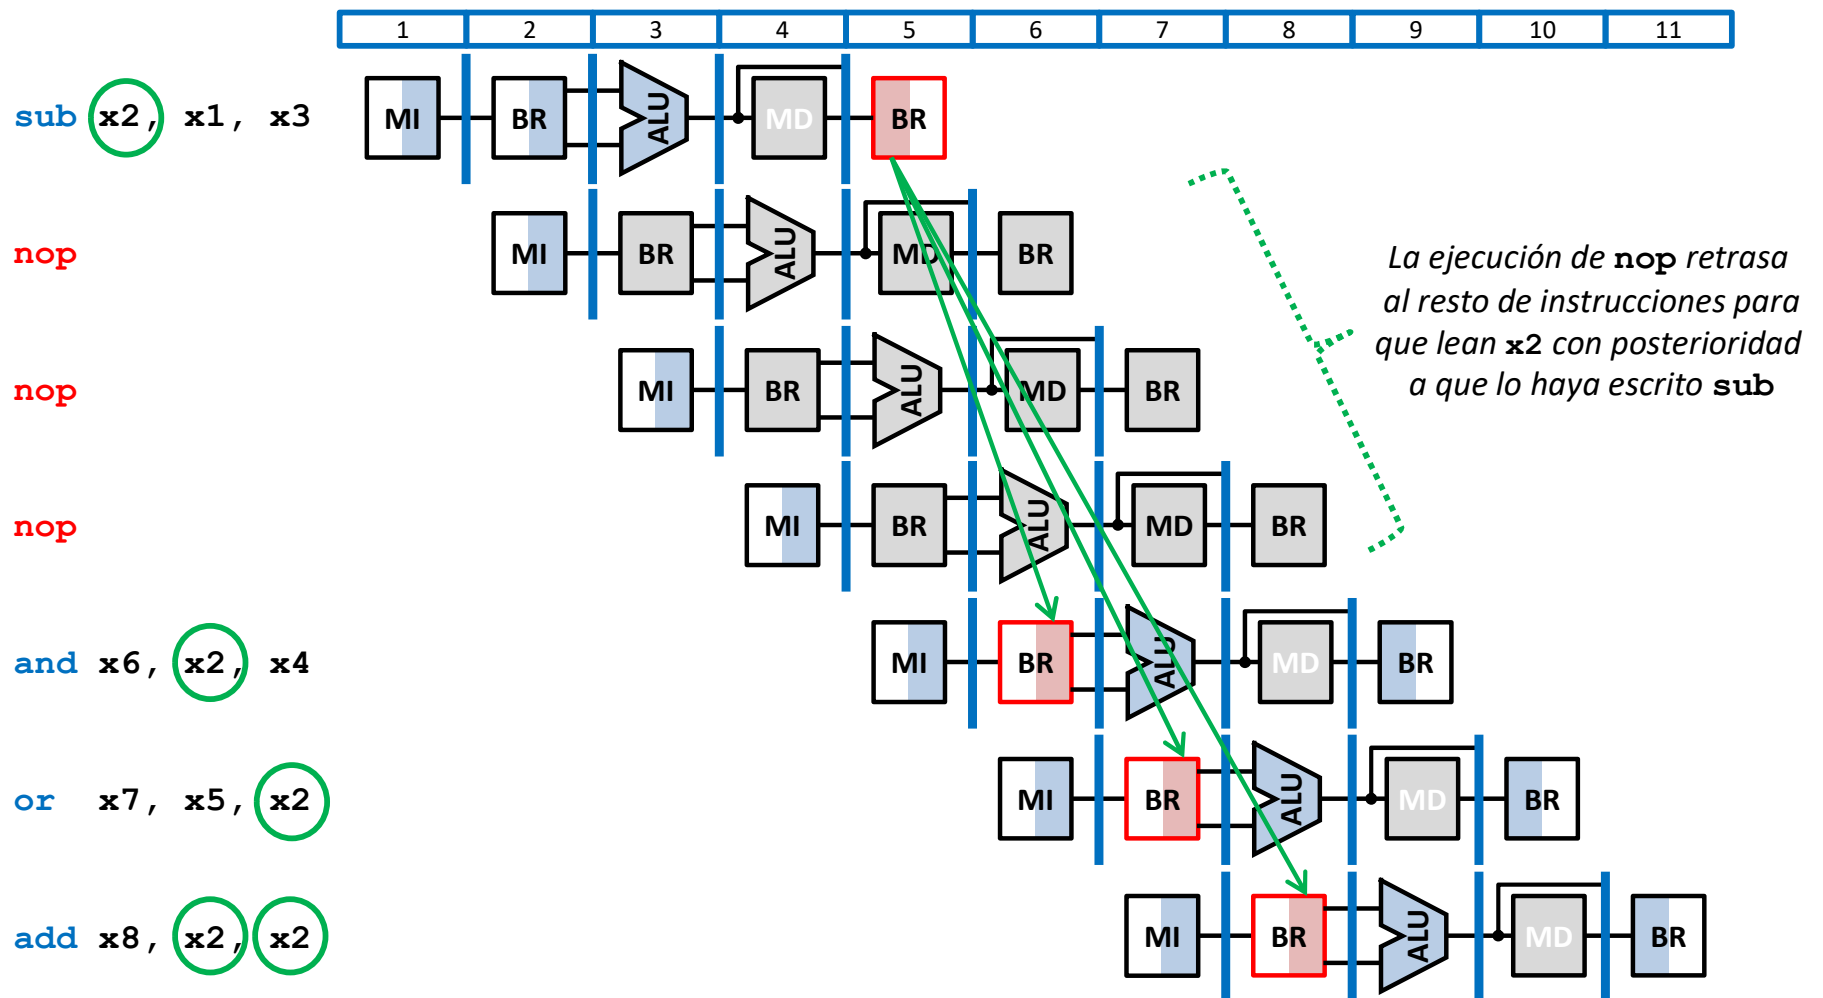 1 2 3 4 5 6 7 8 9 10 11
sub x2, x1, x3 MI BR ALU MD BR
nop MI BR ALU MD BR
La ejecución de nop retrasa
al resto de instrucciones para
que lean x2 con posterioridad
a que lo haya escrito sub
nop MI BR ALU MD BR
nop MI BR ALU MD BR
and x6, x2, x4 MI BR ALU MD BR
or x7, x5, x2 MI BR ALU MD BR
add x8, x2, x2 MI BR ALU MD BR